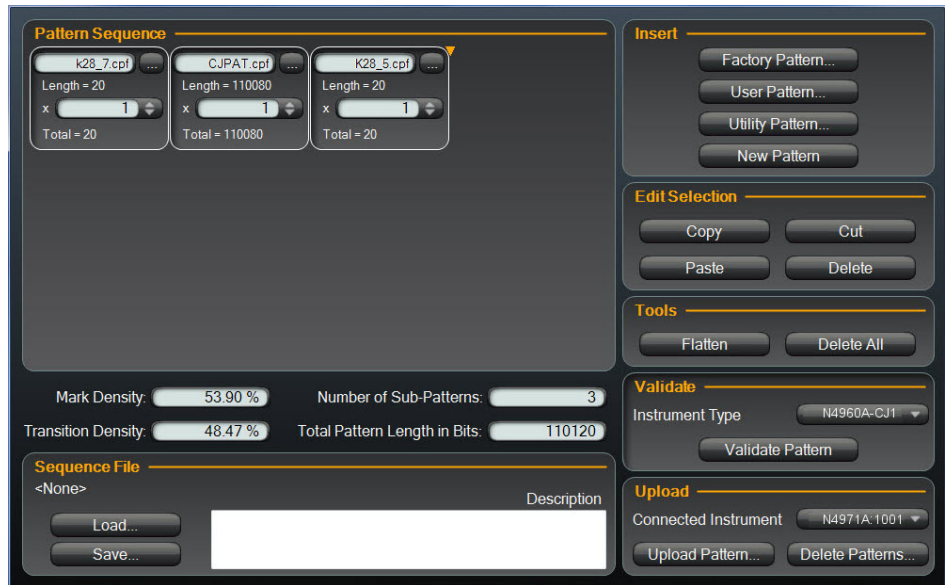 Pattern Sequence
k28_7.cpf ...
Length = 20
x 1
Total = 20
CJPAT.cpf ...
Length = 110080
x 1
Total = 110080
K28_5.cpf ...
Length = 20
x 1
Total = 20
Mark Density: 53.90 %
Number of Sub-Patterns: 3
Transition Density: 48.47 %
Total Pattern Length in Bits: 110120
Sequence File
<None>
Description
Load...
Save...
Insert
Factory Pattern...
User Pattern...
Utility Pattern...
New Pattern
Edit Selection
Copy Cut
Paste Delete
Tools
Flatten Delete All
Validate
Instrument Type N4960A-CJ1
Validate Pattern
Upload
Connected Instrument N4971A:1001
Upload Pattern... Delete Patterns...